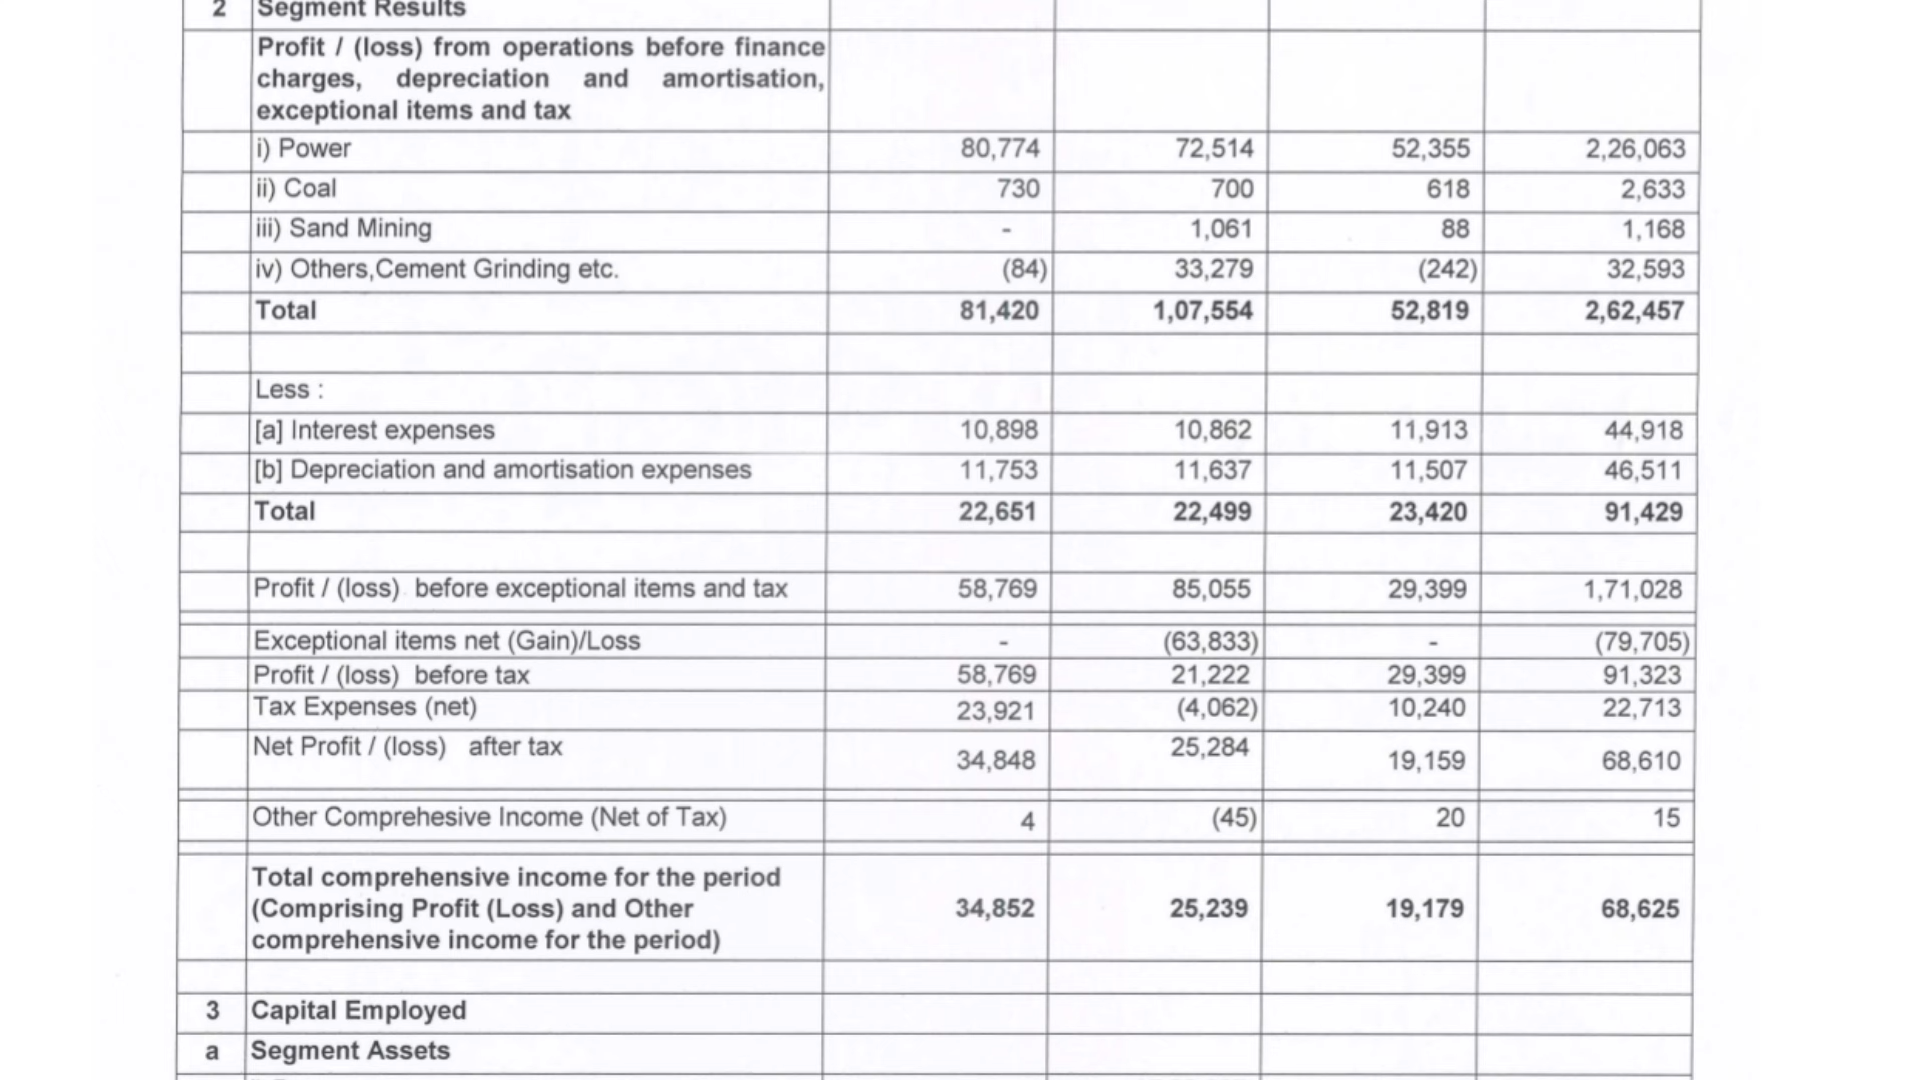 2 Segment Results
Profit / (loss) from operations before finance
charges, depreciation and amortisation,
exceptional items and tax
i) Power 80,774 72,514 52,355 2,26,063
ii) Coal 730 700 618 2,633
iii) Sand Mining - 1,061 88 1,168
iv) Others,Cement Grinding etc. (84) 33,279 (242) 32,593
Total 81,420 1,07,554 52,819 2,62,457
Less :
[a] Interest expenses 10,898 10,862 11,913 44,918
[b] Depreciation and amortisation expenses 11,753 11,637 11,507 46,511
Total 22,651 22,499 23,420 91,429
Profit / (loss) before exceptional items and tax 58,769 85,055 29,399 1,71,028
Exceptional items net (Gain)/Loss - (63,833) - (79,705)
Profit / (loss) before tax 58,769 21,222 29,399 91,323
Tax Expenses (net) 23,921 (4,062) 10,240 22,713
Net Profit / (loss) after tax 34,848 25,284 19,159 68,610
Other Comprehesive Income (Net of Tax) 4 (45) 20 15
Total comprehensive income for the period
(Comprising Profit (Loss) and Other 34,852 25,239 19,179 68,625
comprehensive income for the period)
3 Capital Employed
a Segment Assets